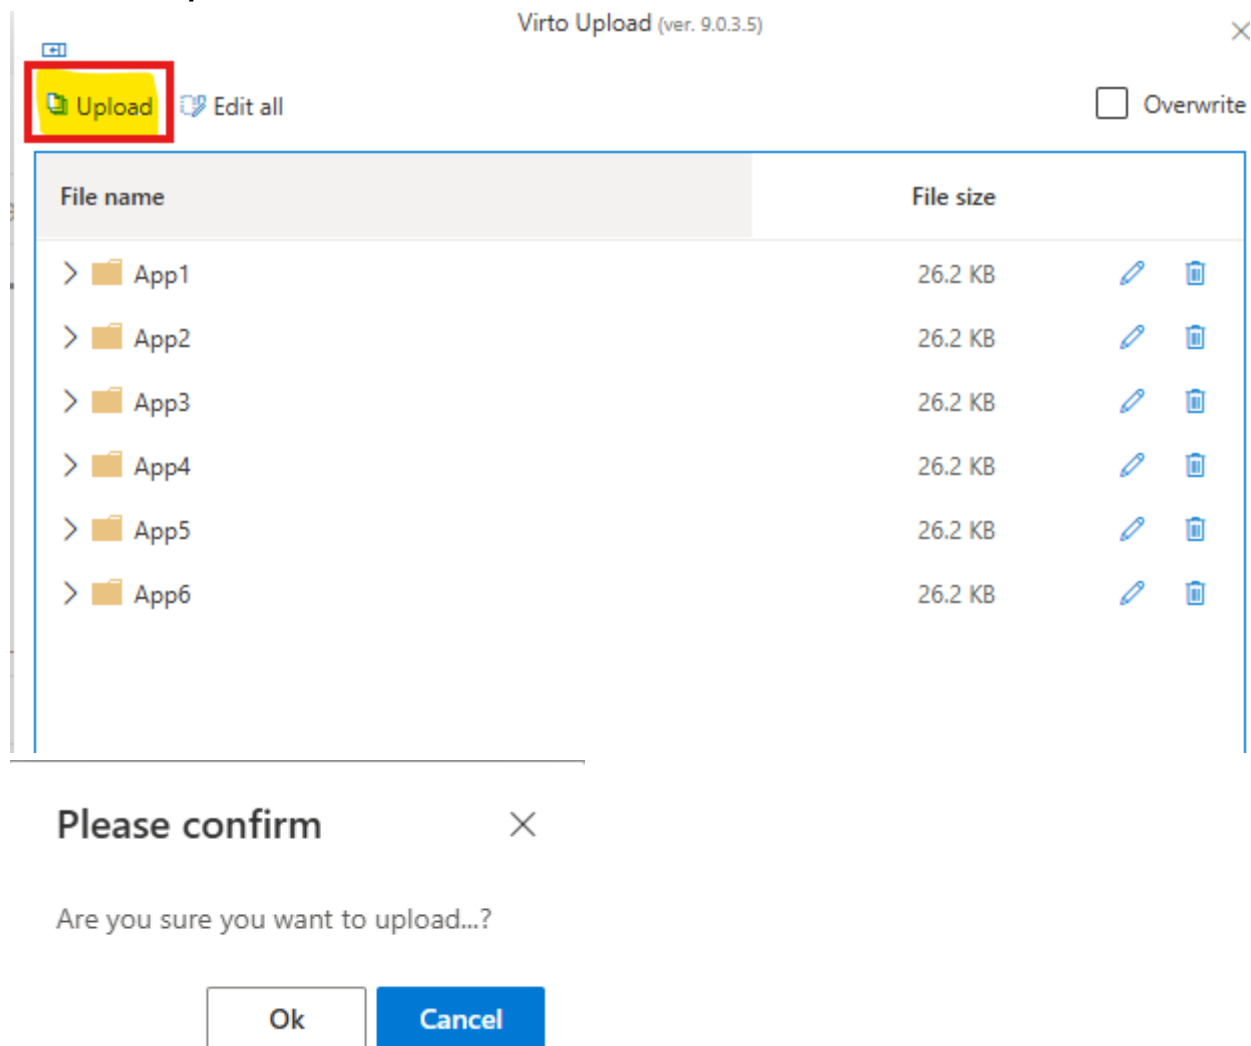 Virto Upload (ver. 9.0.3.5)
Upload Edit all Overwrite
File name File size
App1 26.2 KB
App2 26.2 KB
App3 26.2 KB
App4 26.2 KB
App5 26.2 KB
App6 26.2 KB
Please confirm
Are you sure you want to upload...?
Ok Cancel